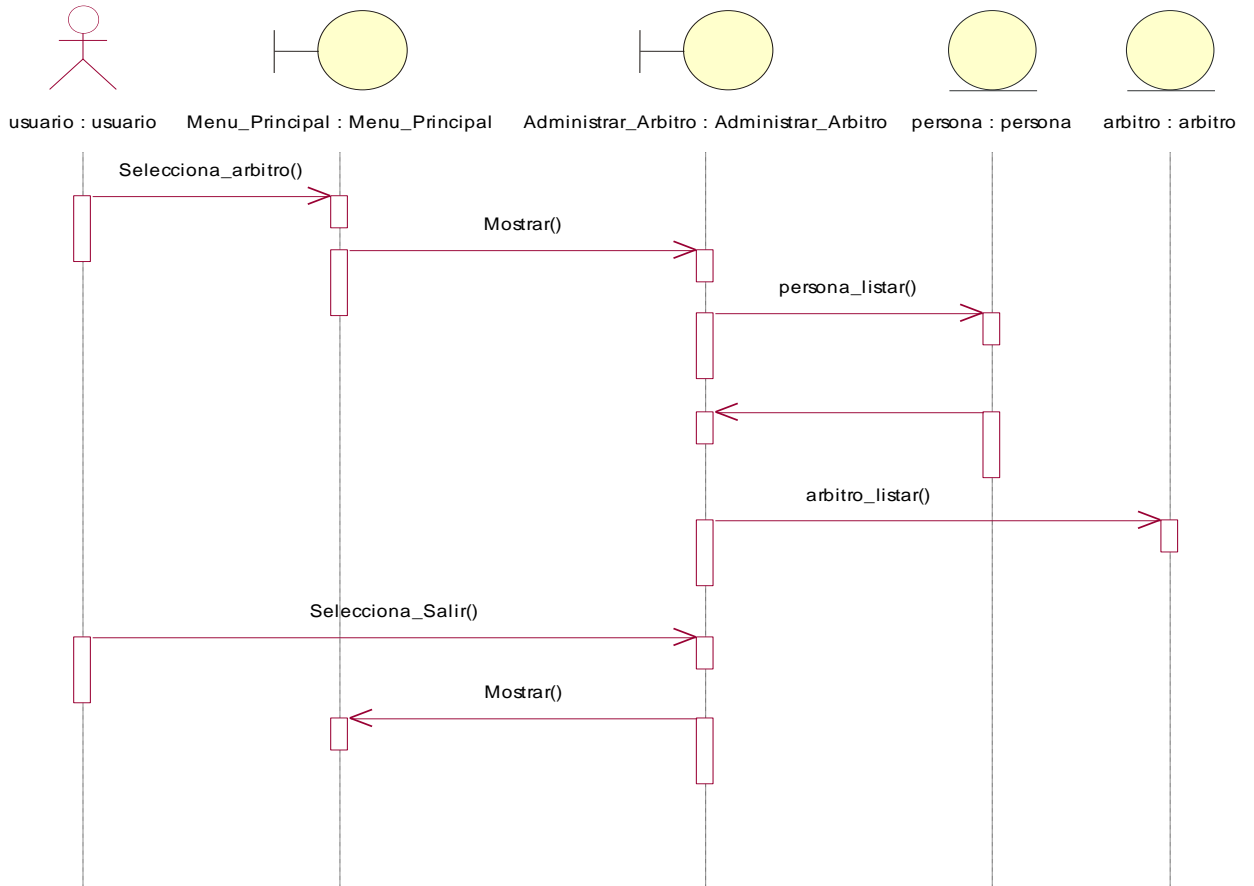 usuario : usuario
Menu_Principal : Menu_Principal
Administrar_Arbitro : Administrar_Arbitro
persona : persona
arbitro : arbitro
Selecciona_arbitro()
Mostrar()
persona_listar()
arbitro_listar()
Selecciona_Salir()
Mostrar()